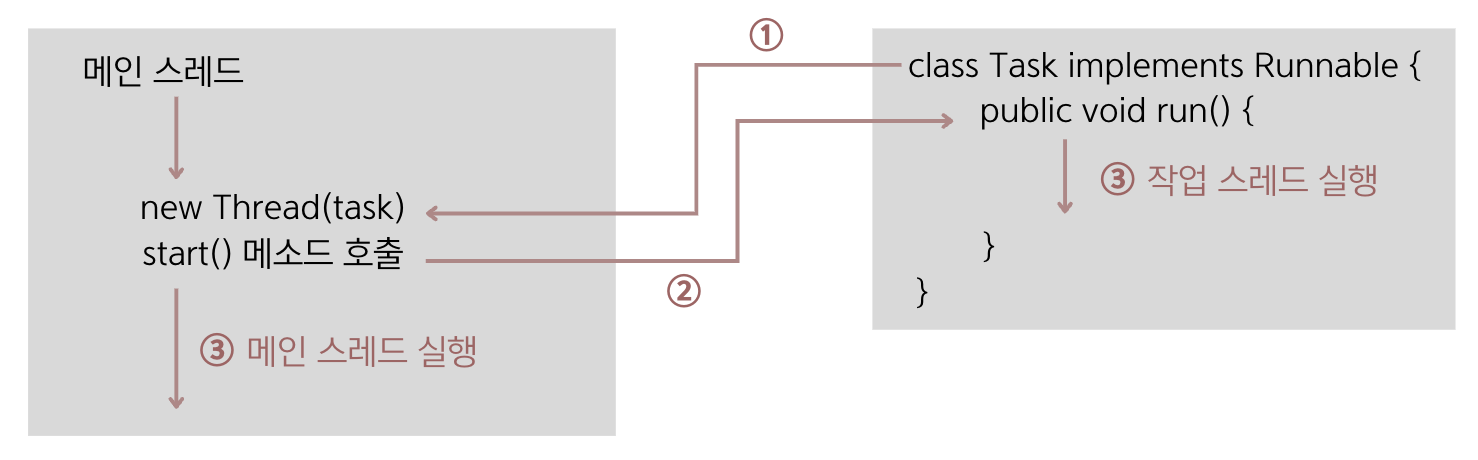 메인 스레드
new Thread(task)
start() 메소드 호출
③ 메인 스레드 실행
①
②
class Task implements Runnable {
public void run() {
③ 작업 스레드 실행
}
}